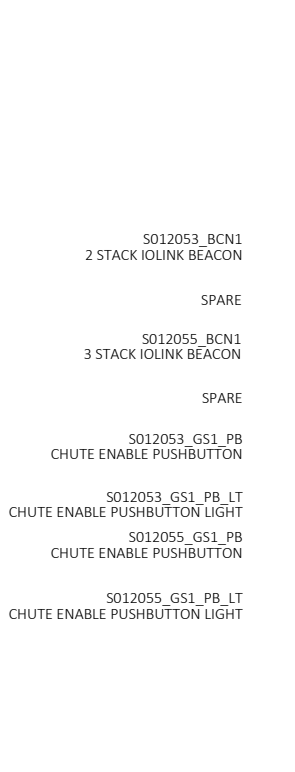 S012053_BCN1
2 STACK IOLINK BEACON
SPARE
S012055_BCN1
3 STACK IOLINK BEACON
SPARE
S012053_GS1_PB
CHUTE ENABLE PUSHBUTTON
S012053_GS1_PB_LT
CHUTE ENABLE PUSHBUTTON LIGHT
S012055_GS1_PB
CHUTE ENABLE PUSHBUTTON
S012055_GS1_PB_LT
CHUTE ENABLE PUSHBUTTON LIGHT